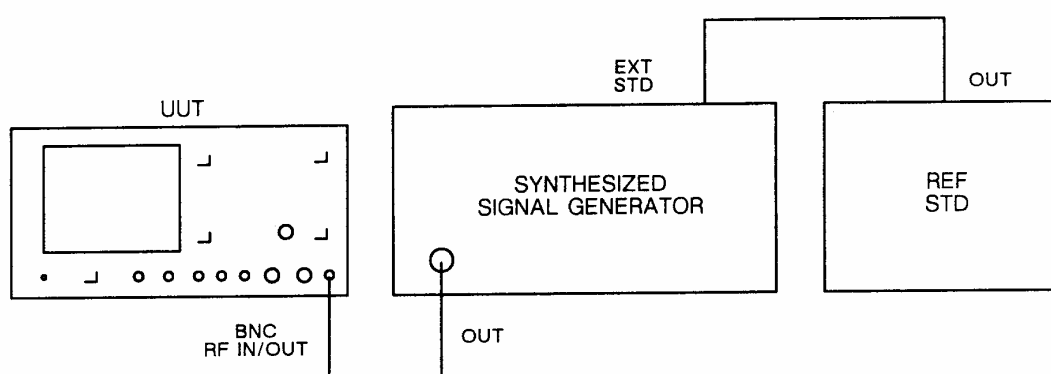 UUT
EXT
STD
OUT
SYNTHESIZED
SIGNAL GENERATOR
REF
STD
BNC
RF IN/OUT
OUT